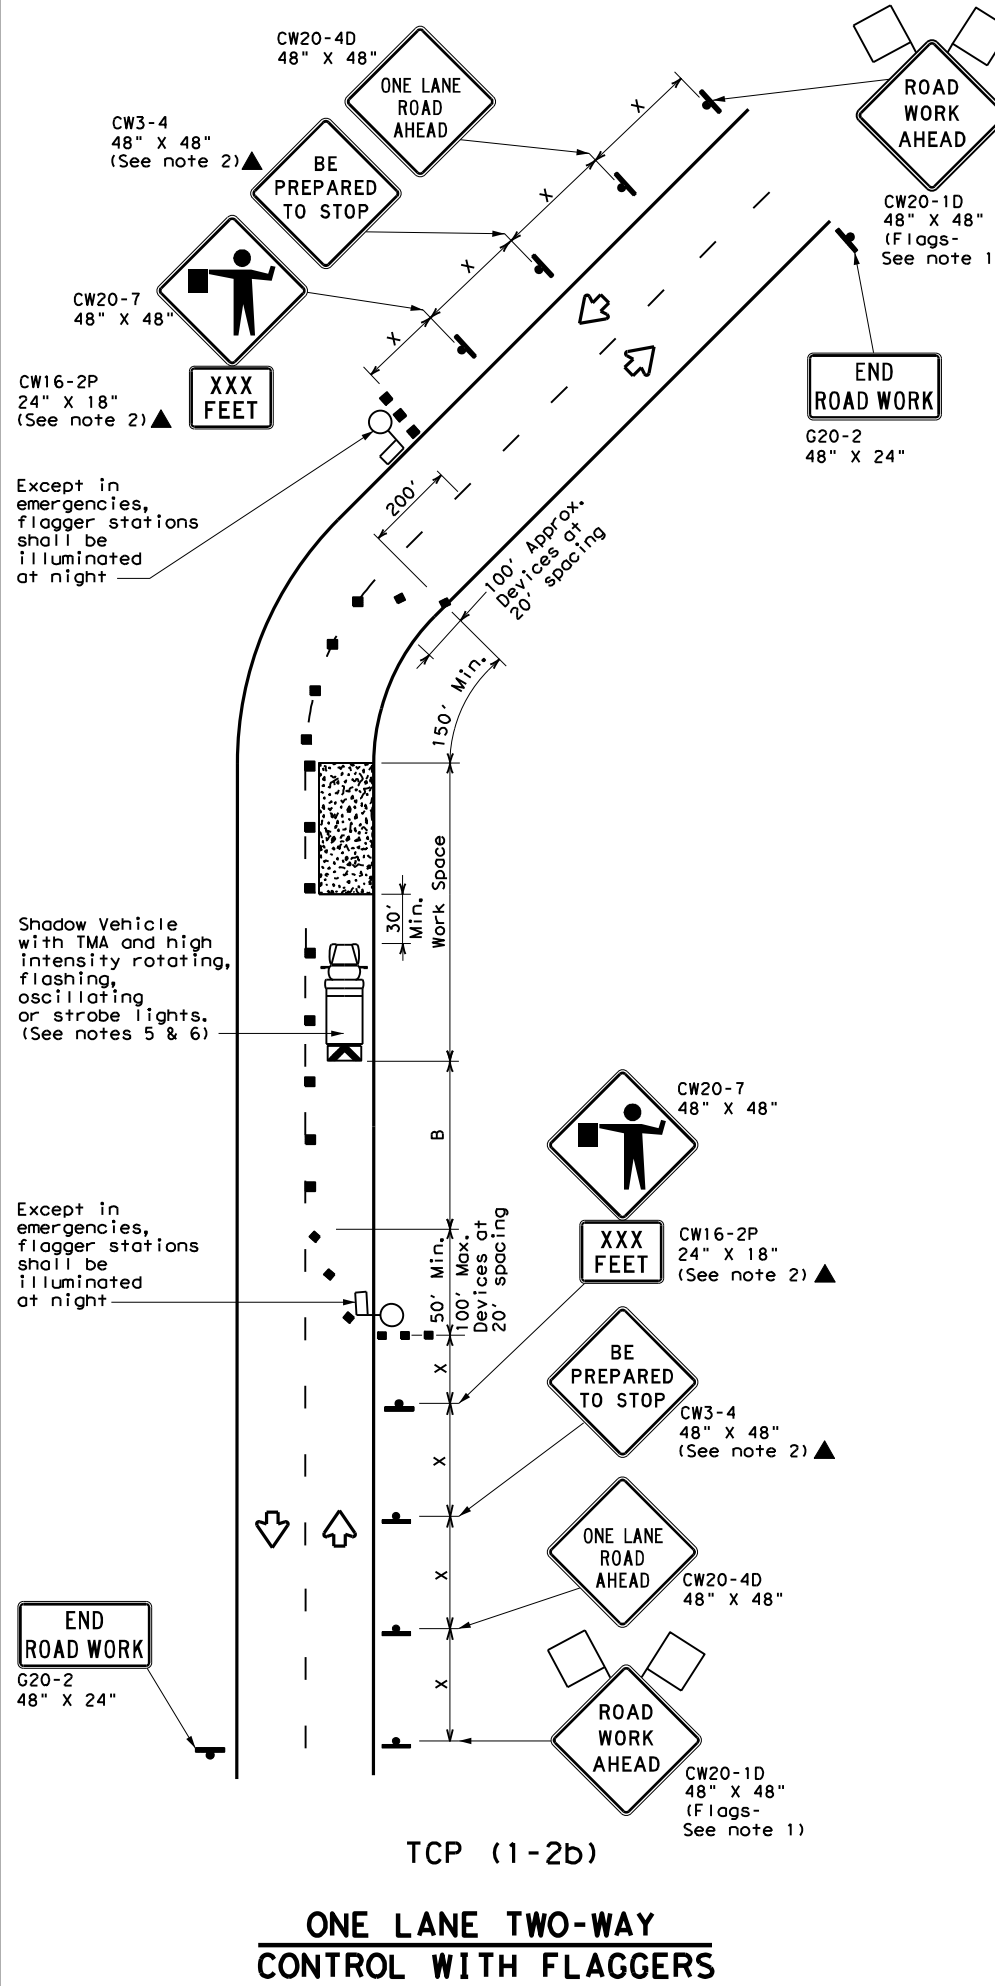 CW20-4D
48" X 48"
ONE LANE
ROAD
AHEAD
X
ROAD
WORK
AHEAD
CW20-1D
48" X 48"
(Flags-
See note 1
CW3-4
48" X 48"
(See note 2)▲
BE
PREPARED
TO STOP
X
X
X
CW20-7
48" X 48"
CW16-2P
24" X 18"
(See note 2)▲
XXX
FEET
END
ROAD WORK
G20-2
48" X 24"
Except in
emergencies,
flagger stations
shall be
illuminated
at night
200'
100' Approx.
Devices at
20' spacing
150' Min.
Work Space
30'
Min.
Shadow Vehicle
with TMA and high
intensity rotating,
flashing,
oscillating
or strobe lights.
(See notes 5 & 6)
B
CW20-7
48" X 48"
Except in
emergencies,
flagger stations
shall be
illuminated
at night
50' Min.
100' Max.
Devices at
20' spacing
XXX
FEET
CW16-2P
24" X 18"
(See note 2)▲
X
BE
PREPARED
TO STOP
CW3-4
48" X 48"
(See note 2)▲
X
ONE LANE
ROAD
AHEAD
CW20-4D
48" X 48"
X
END
ROAD WORK
G20-2
48" X 24"
X
ROAD
WORK
AHEAD
CW20-1D
48" X 48"
(Flags-
See note 1)
TCP (1-2b)
ONE LANE TWO-WAY
CONTROL WITH FLAGGERS